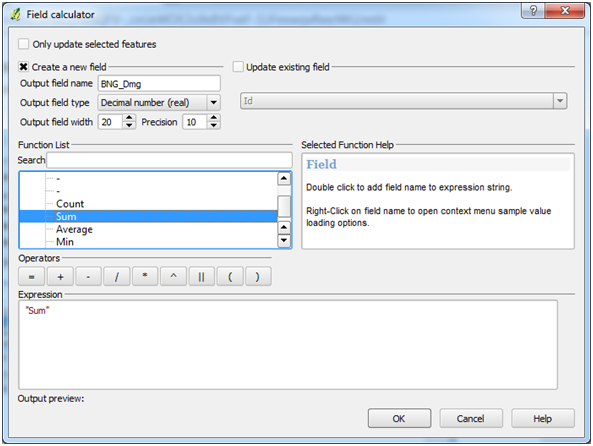 Field calculator
Only update selected features
Create a new field
Update existing field
Output field name BNG_Dmg
Id
Output field type Decimal number (real)
Output field width 20 Precision 10
Function List
Selected Function Help
Search
Field
Double click to add field name to expression string.
Right-Click on field name to open context menu sample value
loading options.
-
-
Count
Sum
Average
Min
Operators
= + - / * ^ || ( )
Expression
"Sum"
Output preview:
OK Cancel Help